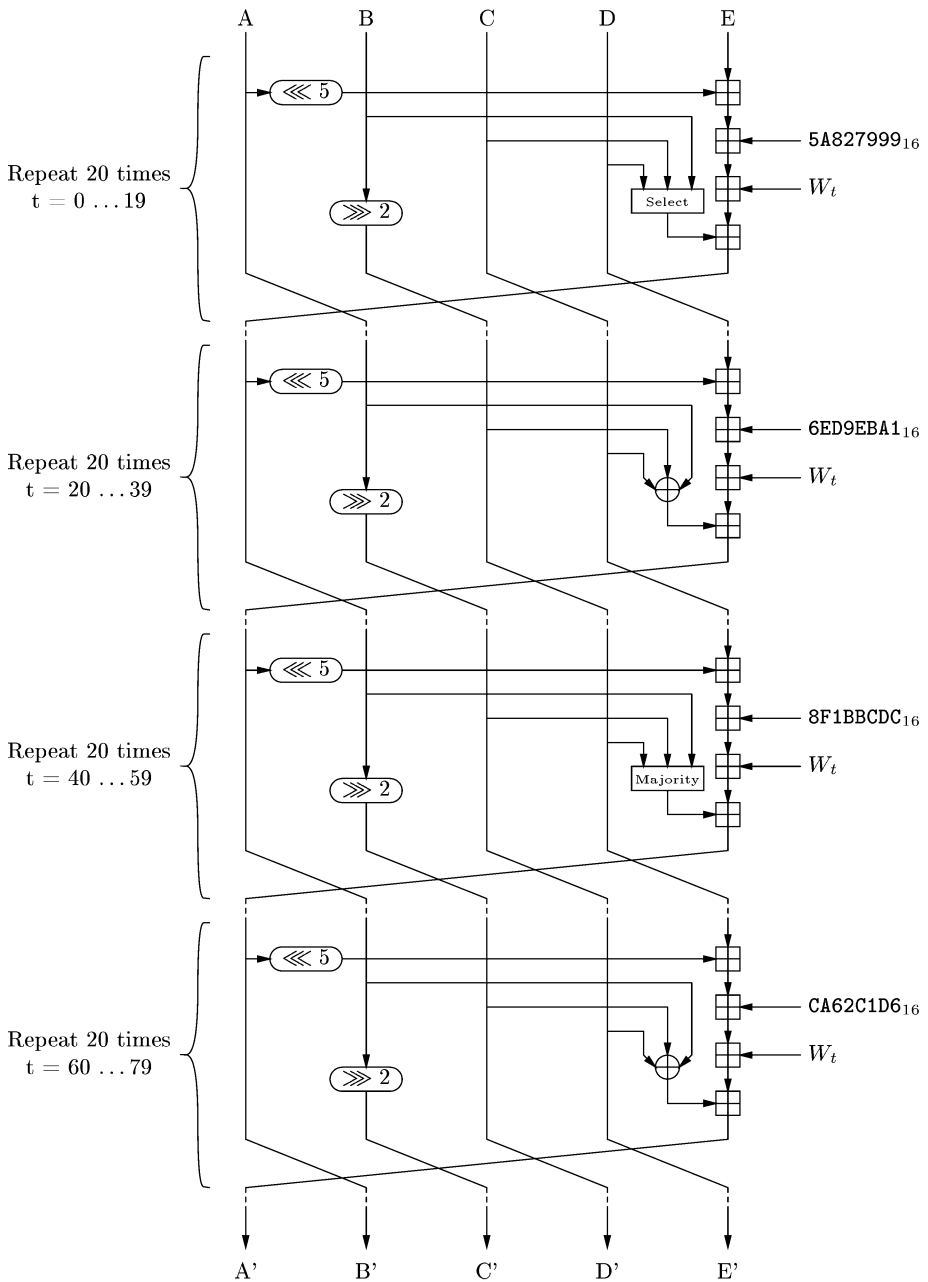 A B C D E
⋘ 5
5A827999₁₆
Repeat 20 times
t = 0 ...19
W_t
Select
⋙ 2
⋘ 5
6ED9EBA1₁₆
Repeat 20 times
t = 20 ...39
W_t
⋙ 2
⋘ 5
8F1BBCDC₁₆
Repeat 20 times
t = 40 ...59
W_t
Majority
⋙ 2
⋘ 5
CA62C1D6₁₆
Repeat 20 times
t = 60 ...79
W_t
⋙ 2
A' B' C' D' E'